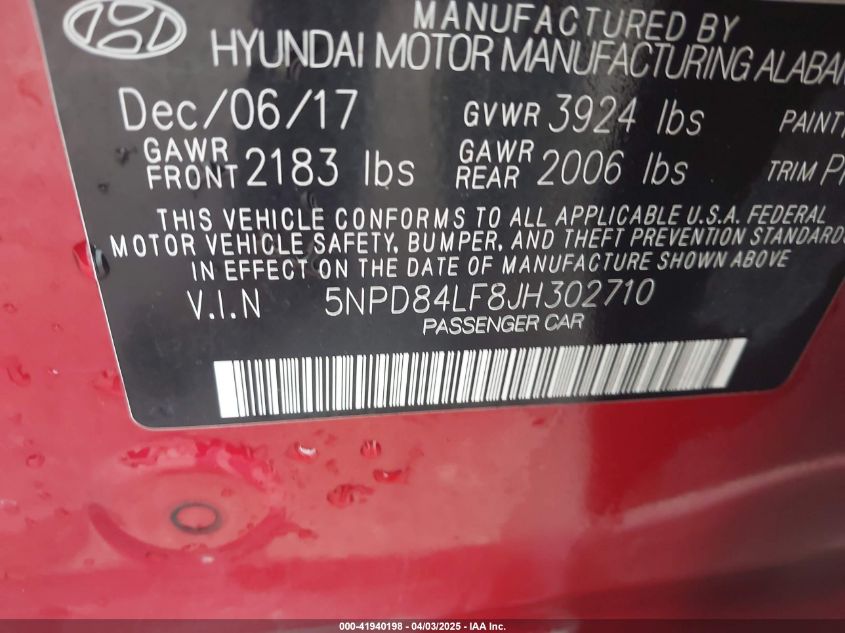 MANUFACTURED BY
HYUNDAI MOTOR MANUFACTURING
Dec/06/17 GVWR 3924 lbs PAINT
GAWR FRONT 2183 lbs GAWR REAR 2006 lbs TRIM
THIS VEHICLE CONFORMS TO ALL APPLICABLE U.S.A. FEDERAL
MOTOR VEHICLE SAFETY, BUMPER, AND THEFT PREVENTION STANDARDS
IN EFFECT ON THE DATE OF MANUFACTURE SHOWN ABOVE
V.I.N 5NPD84LF8JH302710
PASSENGER CAR
000-41940198 - 04/03/2025 - © IAA Inc.